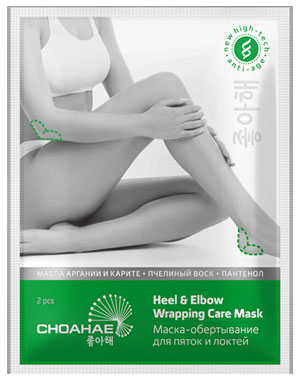 new high-tech
anti-age
좋아해
МАСЛА АРГАНИИ И КАРИТЕ • ПЧЕЛИНЫЙ ВОСК • ПАНТЕНОЛ
2 pcs
CHOAHAE
좋아해
Heel & Elbow
Wrapping Care Mask
Маска-обертывание
для пяток и локтей